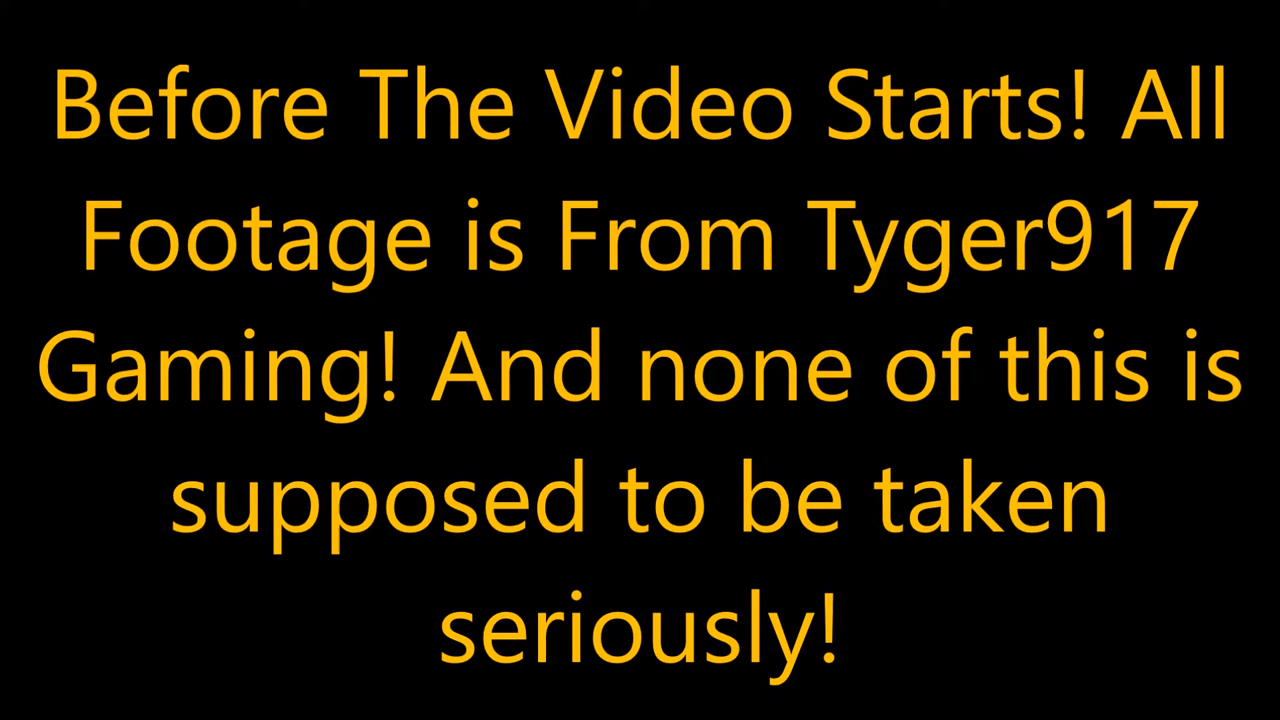 Before The Video Starts! All
Footage is From Tyger917
Gaming! And none of this is
supposed to be taken
seriously!